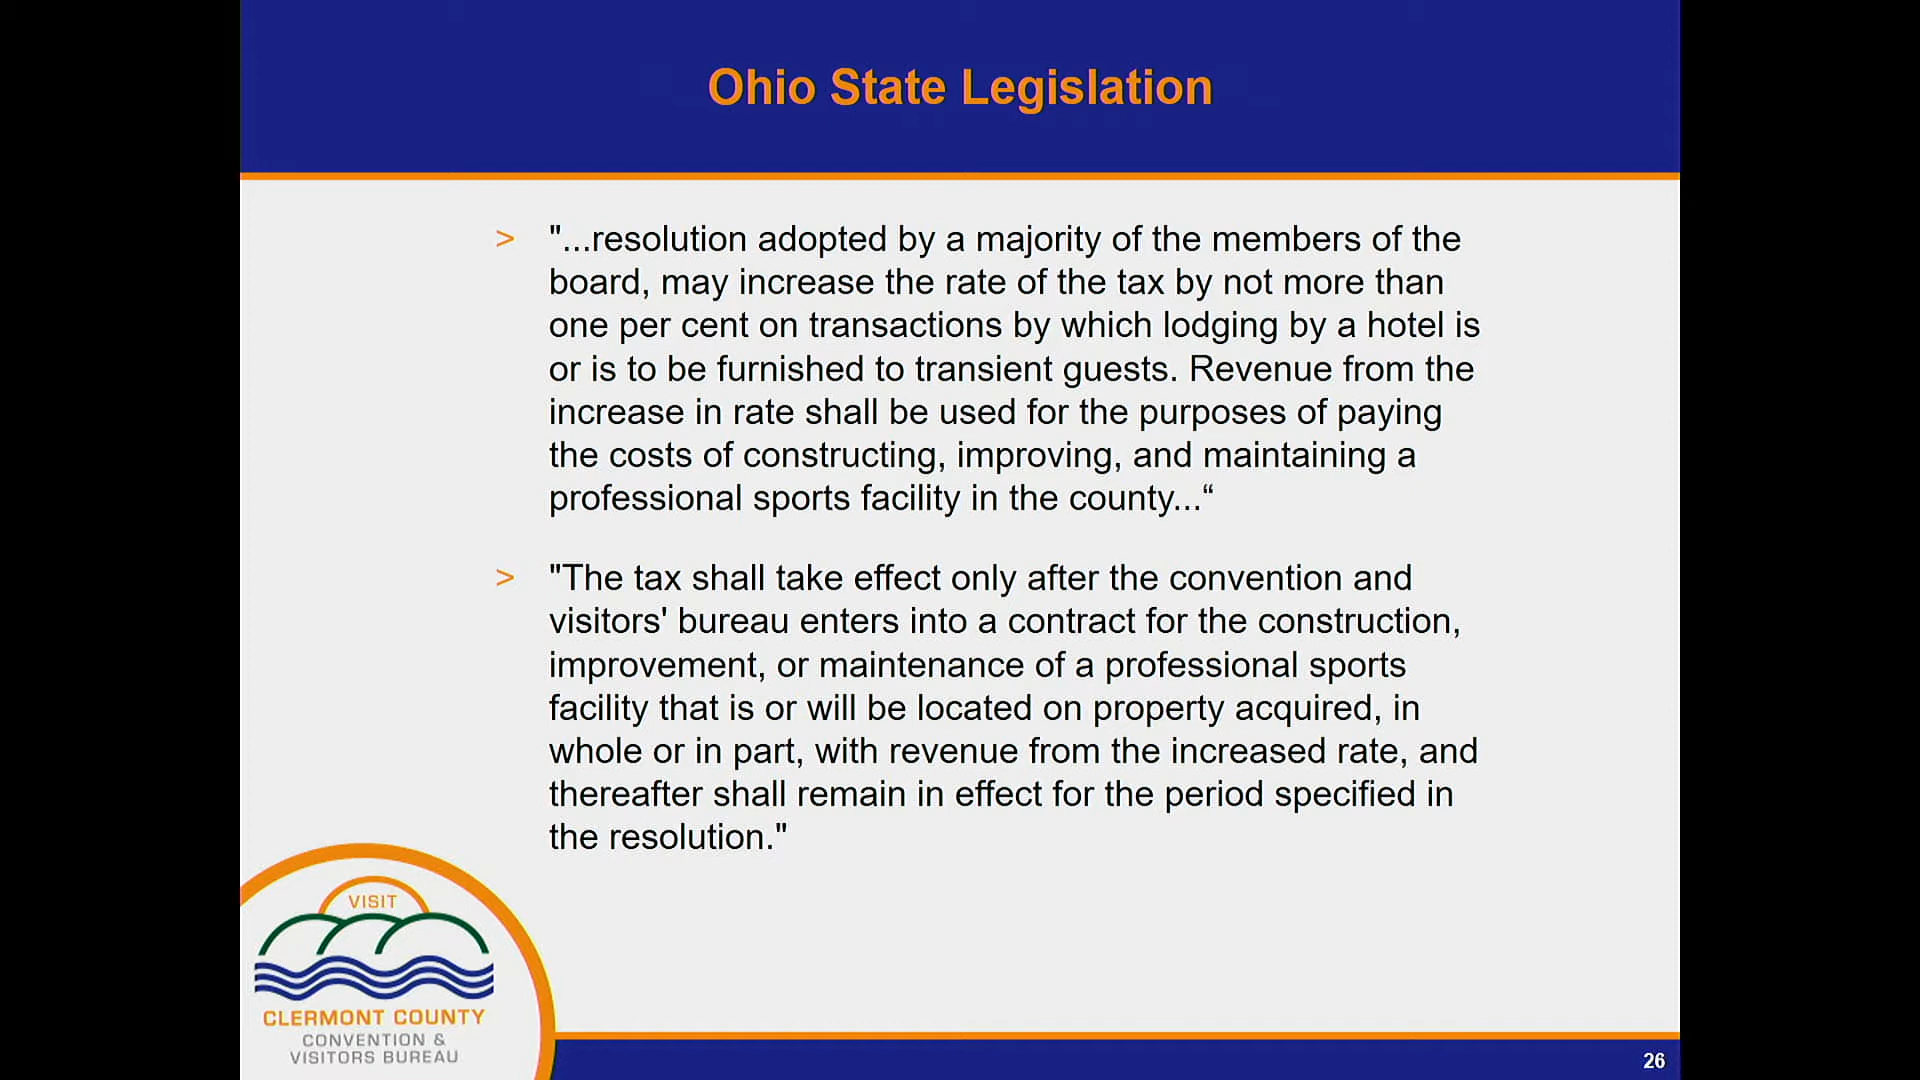 Ohio State Legislation
> "...resolution adopted by a majority of the members of the
board, may increase the rate of the tax by not more than
one per cent on transactions by which lodging by a hotel is
or is to be furnished to transient guests. Revenue from the
increase in rate shall be used for the purposes of paying
the costs of constructing, improving, and maintaining a
professional sports facility in the county...“
> "The tax shall take effect only after the convention and
visitors' bureau enters into a contract for the construction,
improvement, or maintenance of a professional sports
facility that is or will be located on property acquired, in
whole or in part, with revenue from the increased rate, and
thereafter shall remain in effect for the period specified in
the resolution."
VISIT
CLERMONT COUNTY
CONVENTION &
VISITORS BUREAU
26